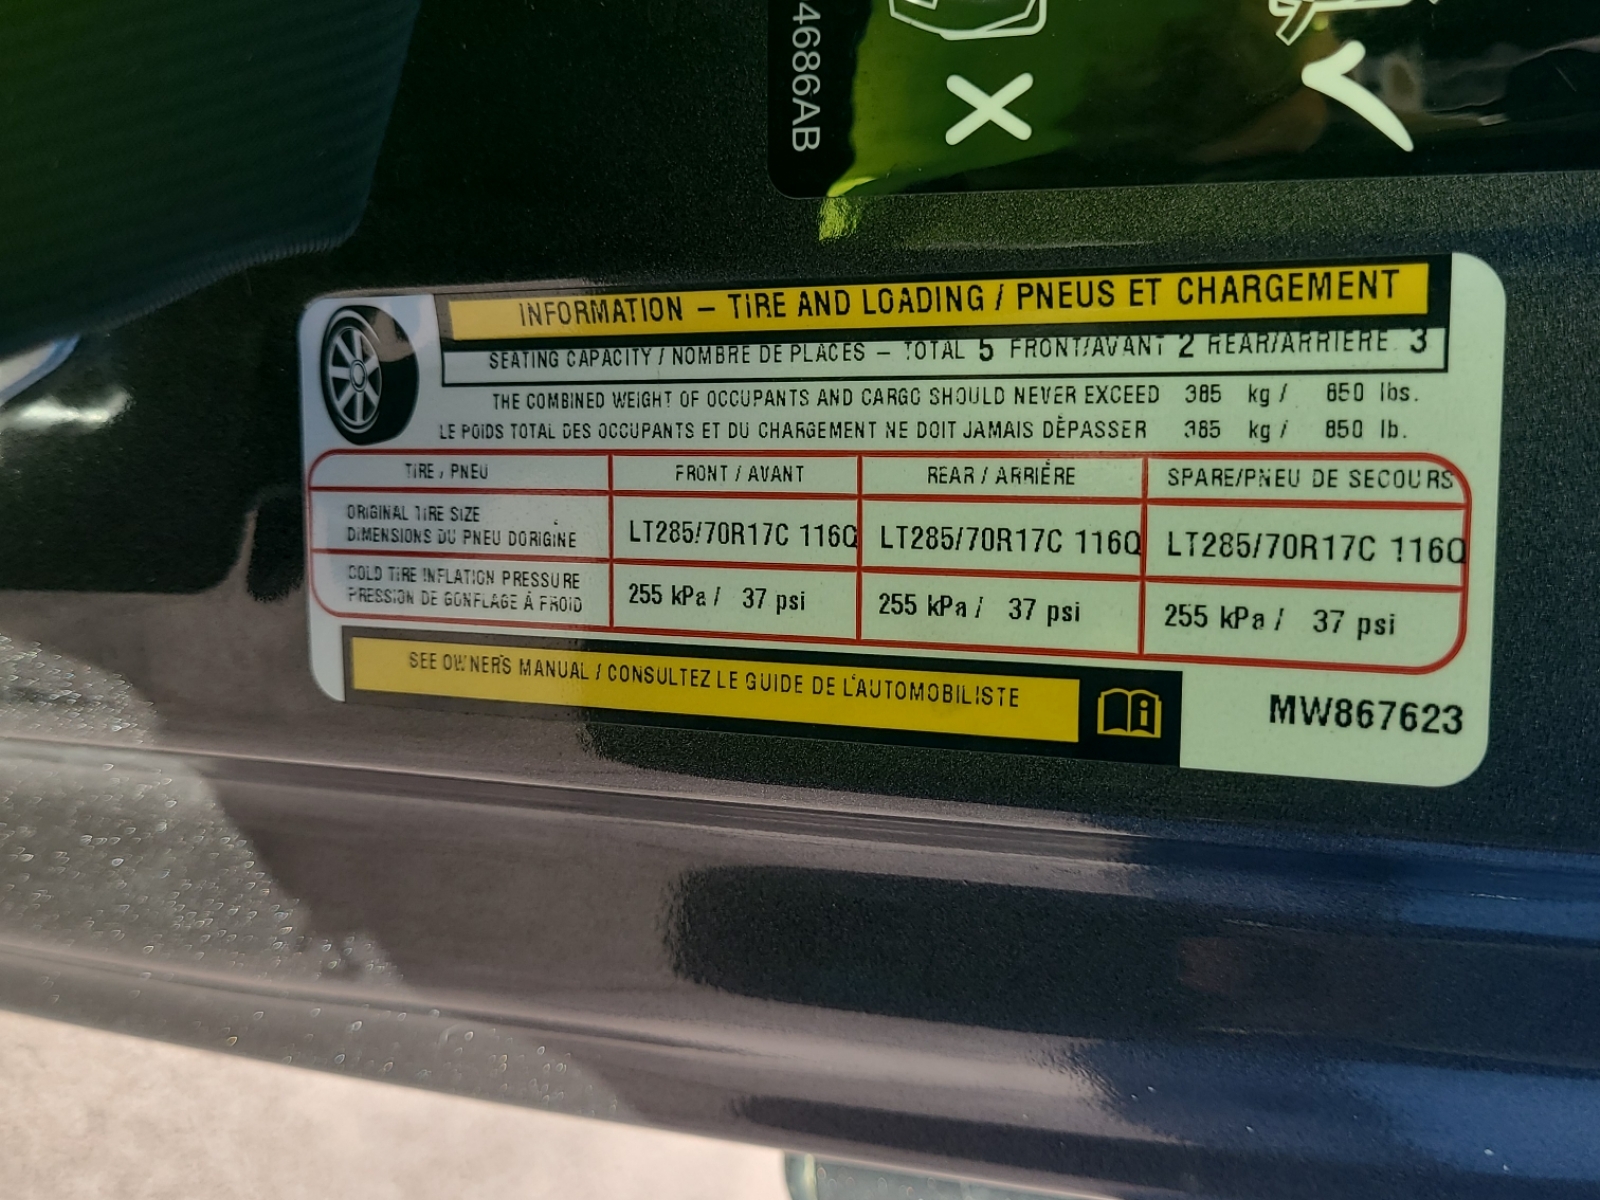 4686AB
INFORMATION – TIRE AND LOADING / PNEUS ET CHARGEMENT
SEATING CAPACITY / NOMBRE DE PLACES – TOTAL 5 FRONT/AVANT 2 REAR/ARRIÈRE 3
THE COMBINED WEIGHT OF OCCUPANTS AND CARGO SHOULD NEVER EXCEED 385 kg / 850 lbs.
LE POIDS TOTAL DES OCCUPANTS ET DU CHARGEMENT NE DOIT JAMAIS DÈPASSER 385 kg / 850 lb.
TIRE / PNEU FRONT / AVANT REAR / ARRIÈRE SPARE/PNEU DE SECOURS
ORIGINAL TIRE SIZE
DIMENSIONS DU PNEU DORIGINE LT285/70R17C 116Q LT285/70R17C 116Q LT285/70R17C 116Q
COLD TIRE INFLATION PRESSURE
PRESSION DE GONFLAGE À FROID 255 kPa / 37 psi 255 kPa / 37 psi 255 kPa / 37 psi
SEE OWNER'S MANUAL / CONSULTEZ LE GUIDE DE L'AUTOMOBILISTE
MW867623